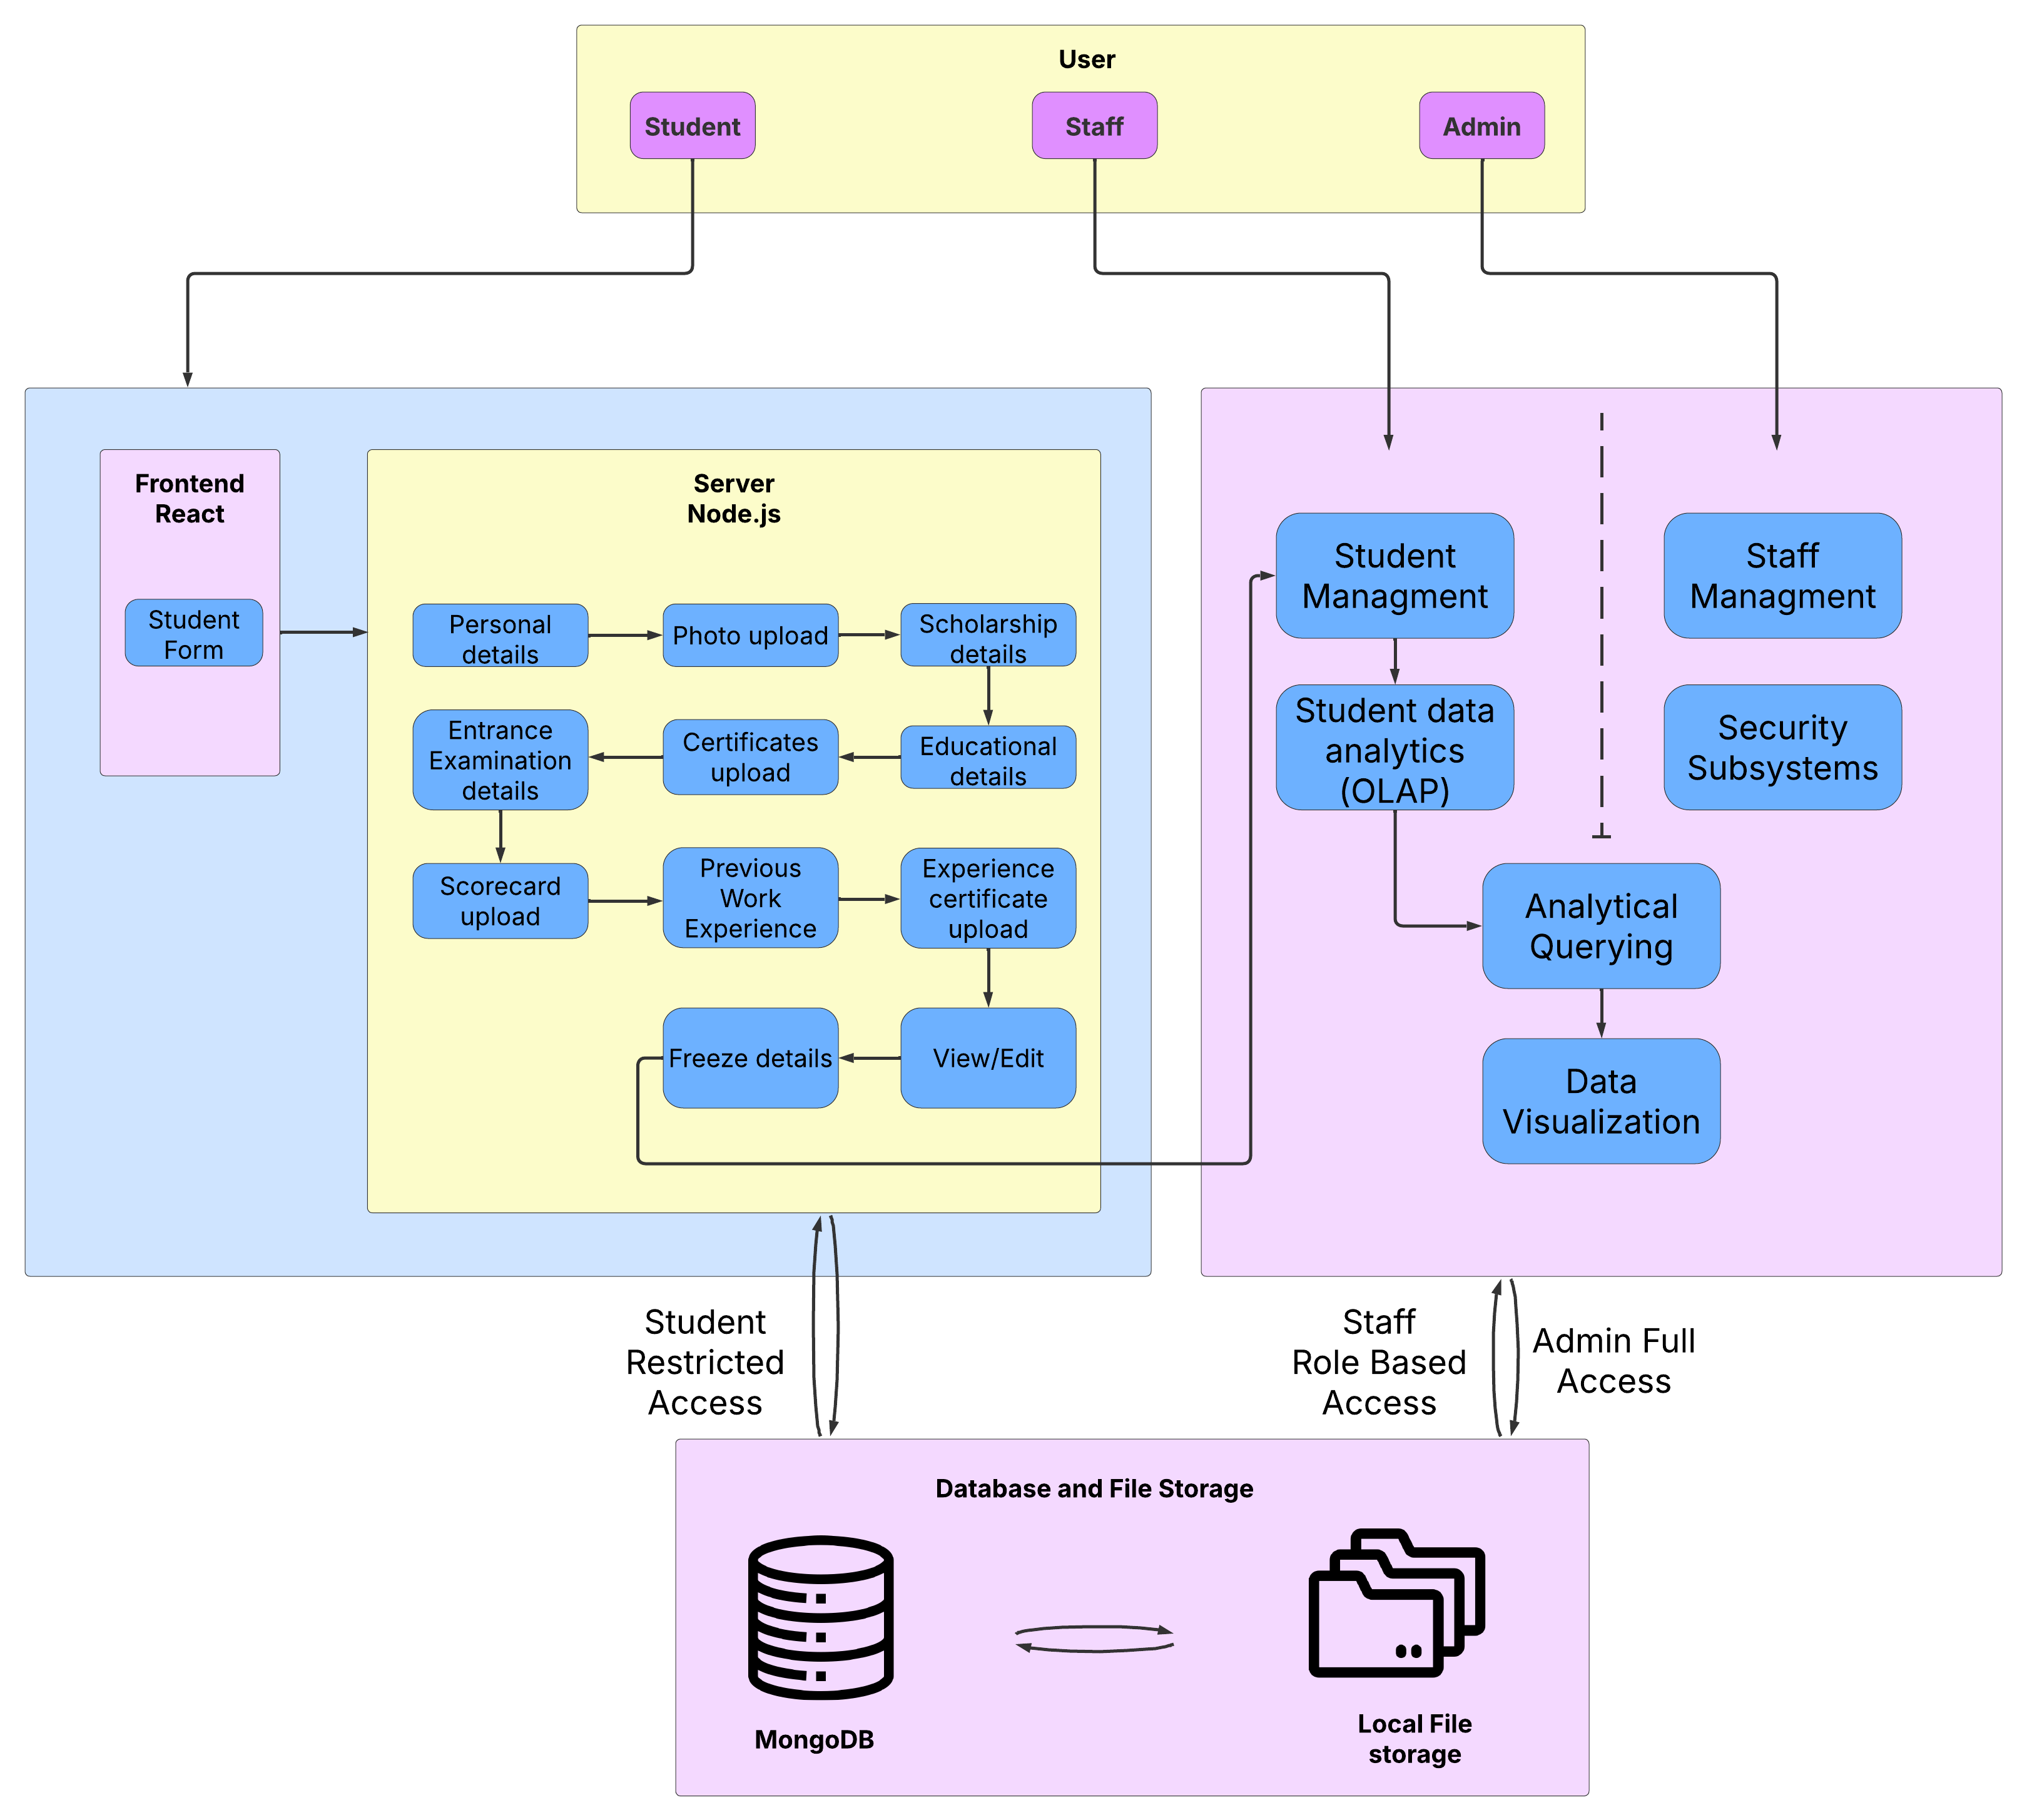 User
Student
Staff
Admin
Frontend
React
Student
Form
Server
Node.js
Personal
details
Photo upload
Scholarship
details
Entrance
Examination
details
Certificates
upload
Educational
details
Scorecard
upload
Previous
Work
Experience
Experience
certificate
upload
Freeze details
View/Edit
Student
Managment
Staff
Managment
Student data
analytics
(OLAP)
Security
Subsystems
Analytical
Querying
Data
Visualization
Student
Restricted
Access
Staff
Role Based
Access
Admin Full
Access
Database and File Storage
MongoDB
Local File
storage